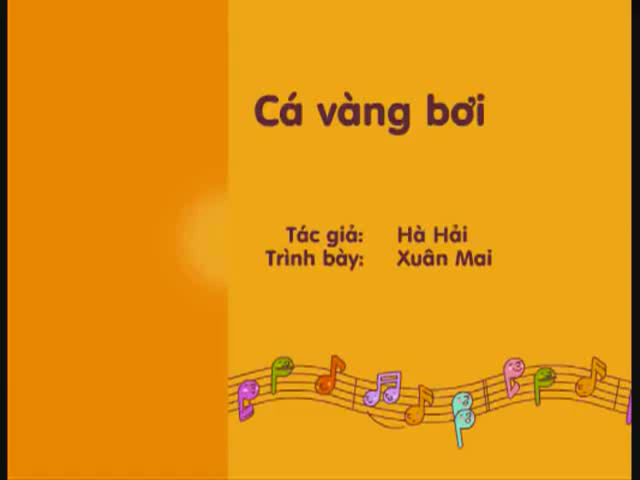 Cá vàng bơi
Tác giả: Hà Hải
Trình bày: Xuân Mai